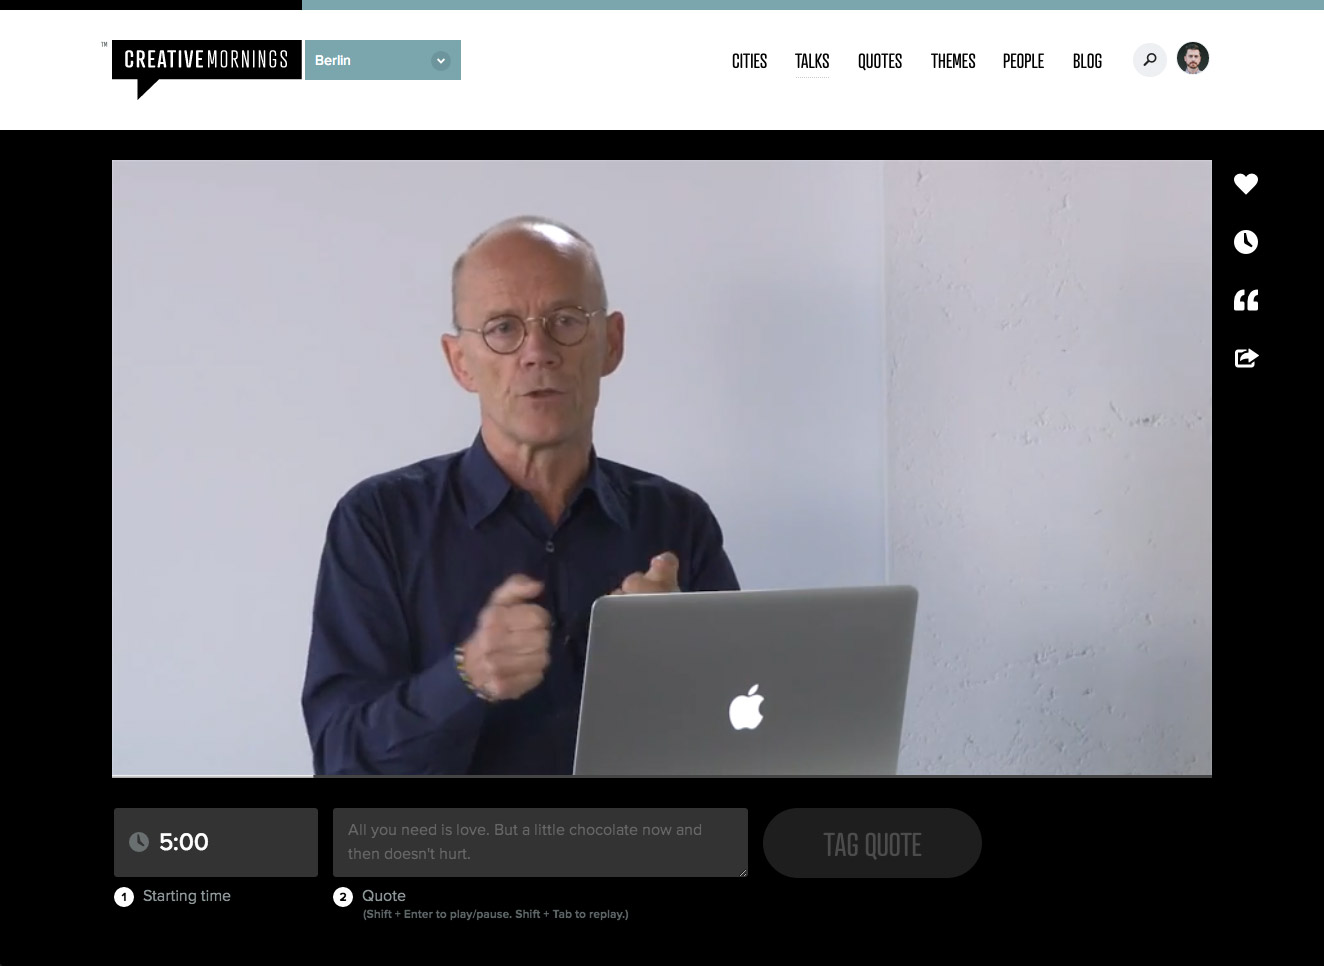 ™
CREATIVEMORNINGS
Berlin
CITIES
TALKS
QUOTES
THEMES
PEOPLE
BLOG
5:00
All you need is love. But a little chocolate now and
then doesn't hurt.
TAG QUOTE
1 Starting time
2 Quote
(Shift + Enter to play/pause. Shift + Tab to replay.)